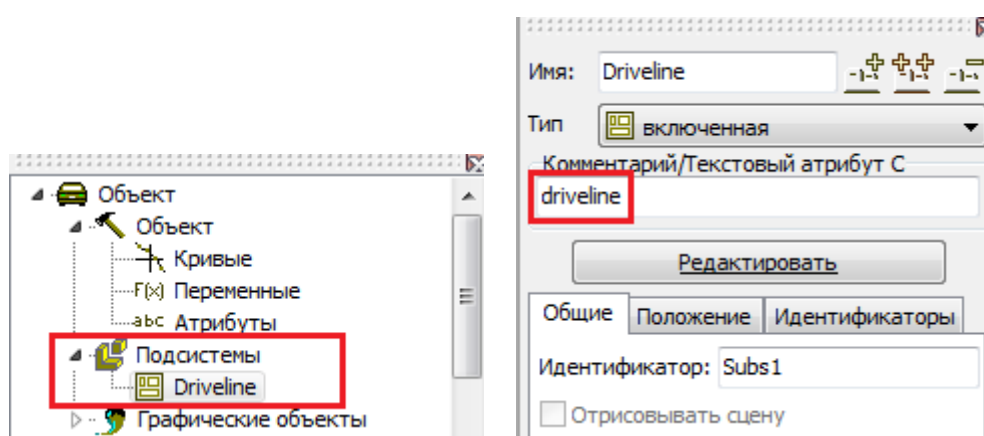 Объект
Объект
Кривые
F(x) Переменные
abc Атрибуты
Подсистемы
Driveline
Графические объекты
Имя: Driveline
Тип включенная
Комментарий/Текстовый атрибут C
driveline
Редактировать
Общие Положение Идентификаторы
Идентификатор: Subs1
Отрисовывать сцену